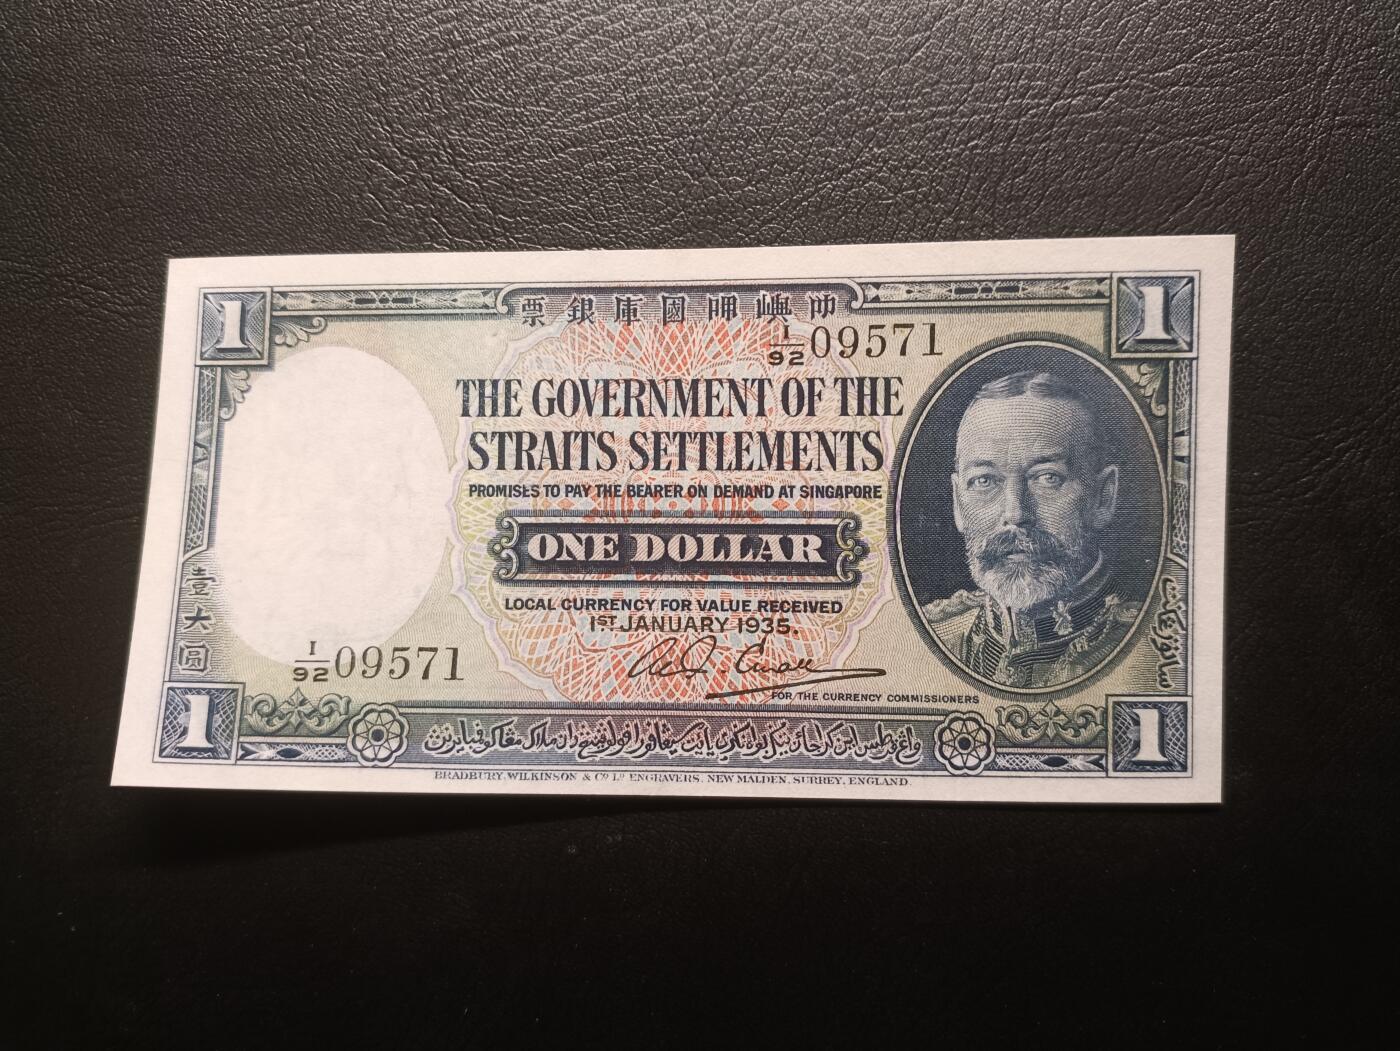 1
票銀庫國呷嶼叻
1
I/92 09571
THE GOVERNMENT OF THE
STRAITS SETTLEMENTS
PROMISES TO PAY THE BEARER ON DEMAND AT SINGAPORE
ONE DOLLAR
LOCAL CURRENCY FOR VALUE RECEIVED
1ST JANUARY 1935.
壹大圓
I/92 09571
FOR THE CURRENCY COMMISSIONERS
1
1
BRADBURY, WILKINSON & Co Ld ENGRAVERS, NEW MALDEN, SURREY, ENGLAND.